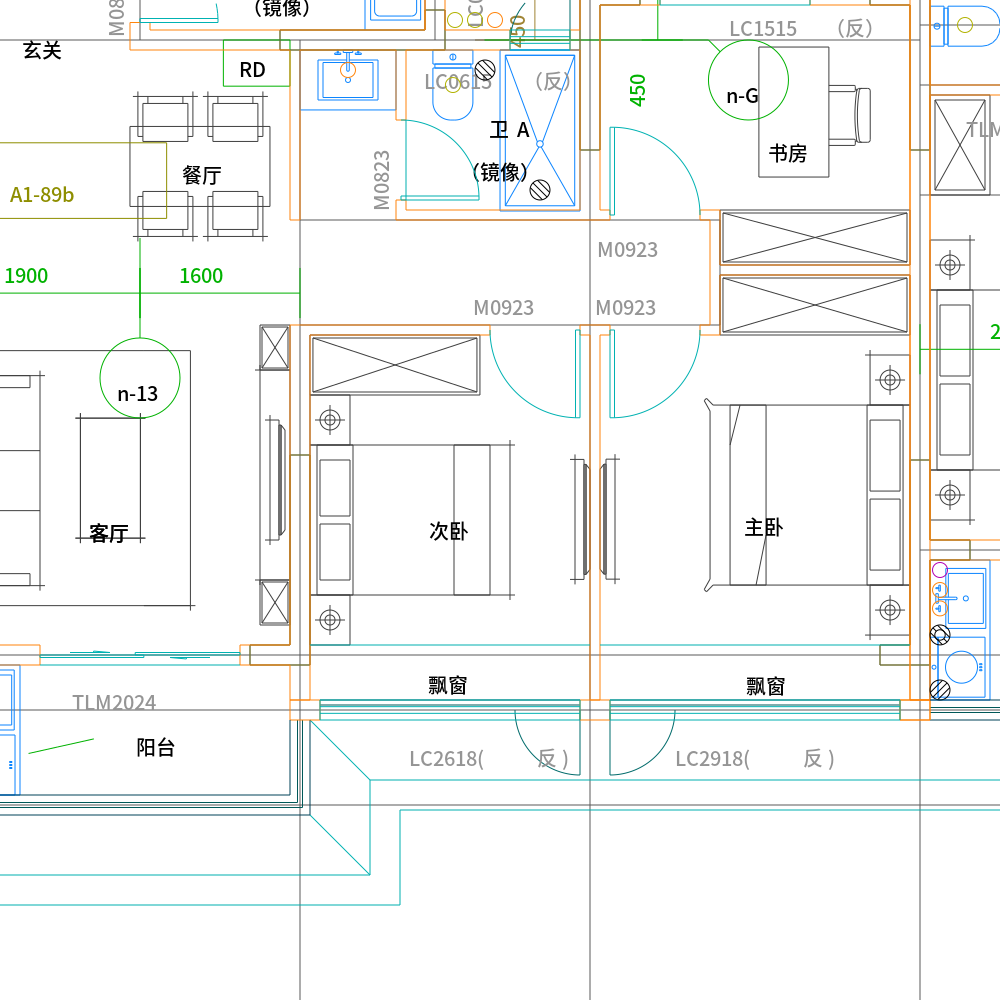 M08
（镜像）
LC0
450
LC1515 （反）
玄关
RD
LC0615 （反）
450
n-G
卫 A
TLM
书房
（镜像）
M0823
餐厅
A1-89b
M0923
1900
1600
M0923
M0923
2
n-13
客厅
次卧
主卧
飘窗
飘窗
TLM2024
阳台
LC2618( 反 )
LC2918( 反 )